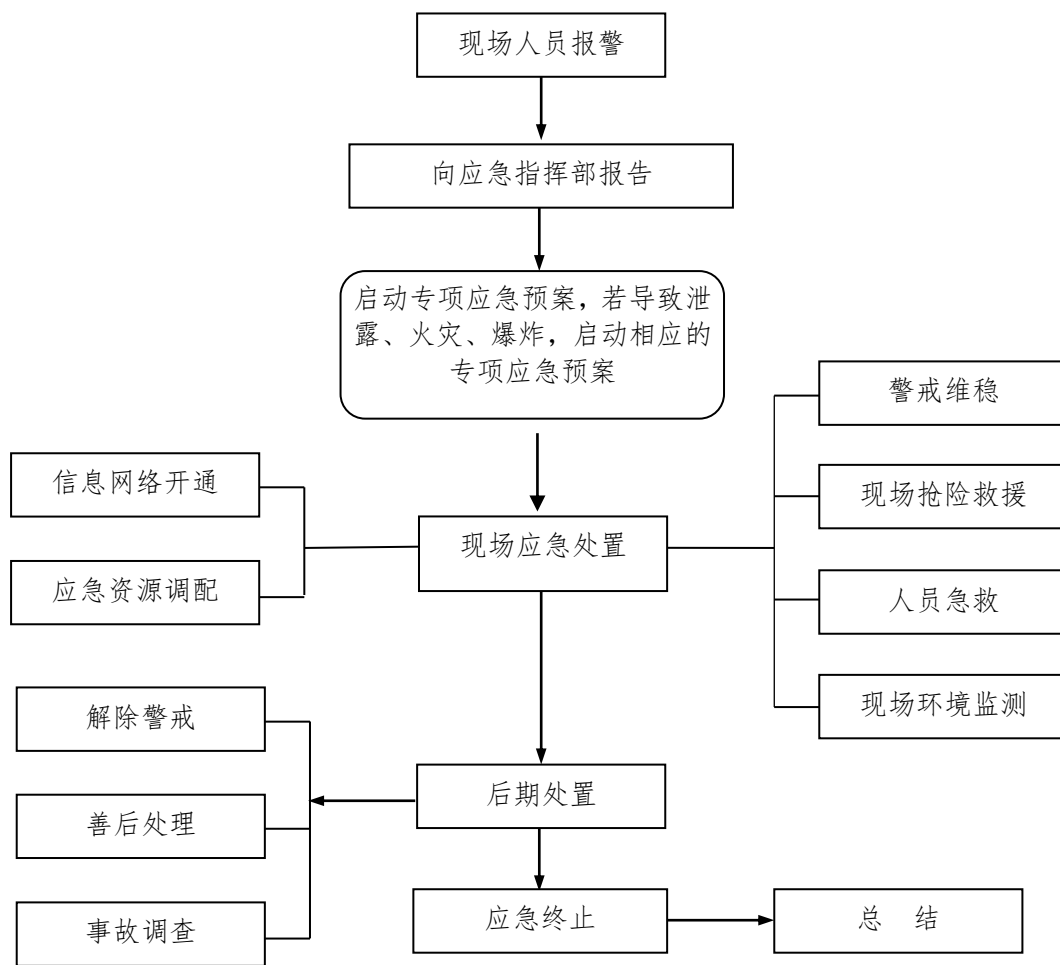 现场人员报警
向应急指挥部报告
启动专项应急预案，若导致泄
露、火灾、爆炸，启动相应的
专项应急预案
警戒维稳
信息网络开通
现场抢险救援
现场应急处置
应急资源调配
人员急救
解除警戒
现场环境监测
后期处置
善后处理
应急终止
总 结
事故调查